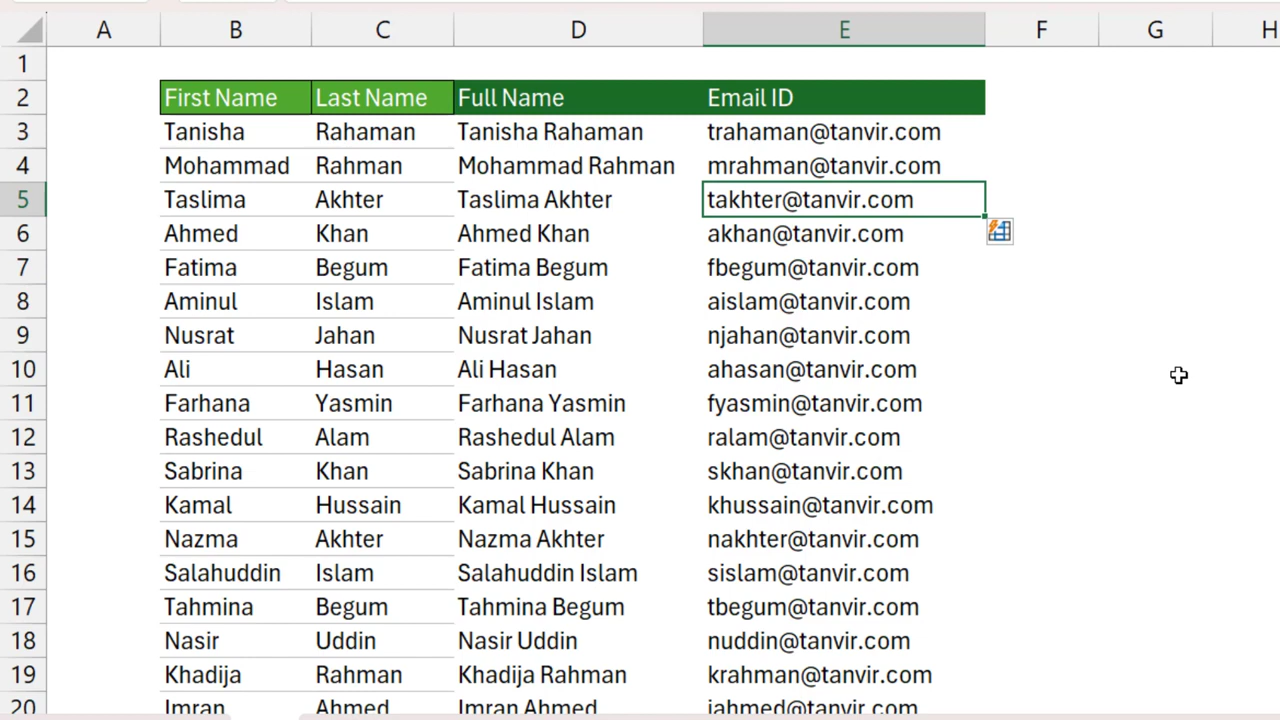 A B C D E F G H
1
2 First Name Last Name Full Name Email ID
3 Tanisha Rahaman Tanisha Rahaman trahaman@tanvir.com
4 Mohammad Rahman Mohammad Rahman mrahman@tanvir.com
5 Taslima Akhter Taslima Akhter takhter@tanvir.com
6 Ahmed Khan Ahmed Khan akhan@tanvir.com
7 Fatima Begum Fatima Begum fbegum@tanvir.com
8 Aminul Islam Aminul Islam aislam@tanvir.com
9 Nusrat Jahan Nusrat Jahan njahan@tanvir.com
10 Ali Hasan Ali Hasan ahasan@tanvir.com
11 Farhana Yasmin Farhana Yasmin fyasmin@tanvir.com
12 Rashedul Alam Rashedul Alam ralam@tanvir.com
13 Sabrina Khan Sabrina Khan skhan@tanvir.com
14 Kamal Hussain Kamal Hussain khussain@tanvir.com
15 Nazma Akhter Nazma Akhter nakhter@tanvir.com
16 Salahuddin Islam Salahuddin Islam sislam@tanvir.com
17 Tahmina Begum Tahmina Begum tbegum@tanvir.com
18 Nasir Uddin Nasir Uddin nuddin@tanvir.com
19 Khadija Rahman Khadija Rahman krahman@tanvir.com
20 Imran Ahmed Imran Ahmed iahmed@tanvir.com